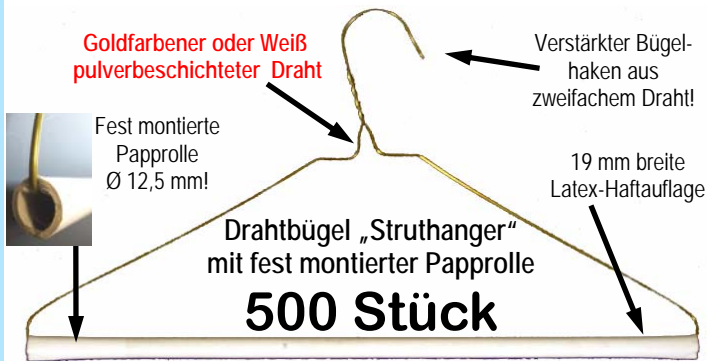 Goldfarbener oder Weiß
pulverbeschichteter Draht
Verstärkter Bügel-
haken aus
zweifachem Draht!
Fest montierte
Papprolle
Ø 12,5 mm!
19 mm breite
Latex-Haftauflage
Drahtbügel „Struthanger“
mit fest montierter Papprolle
500 Stück